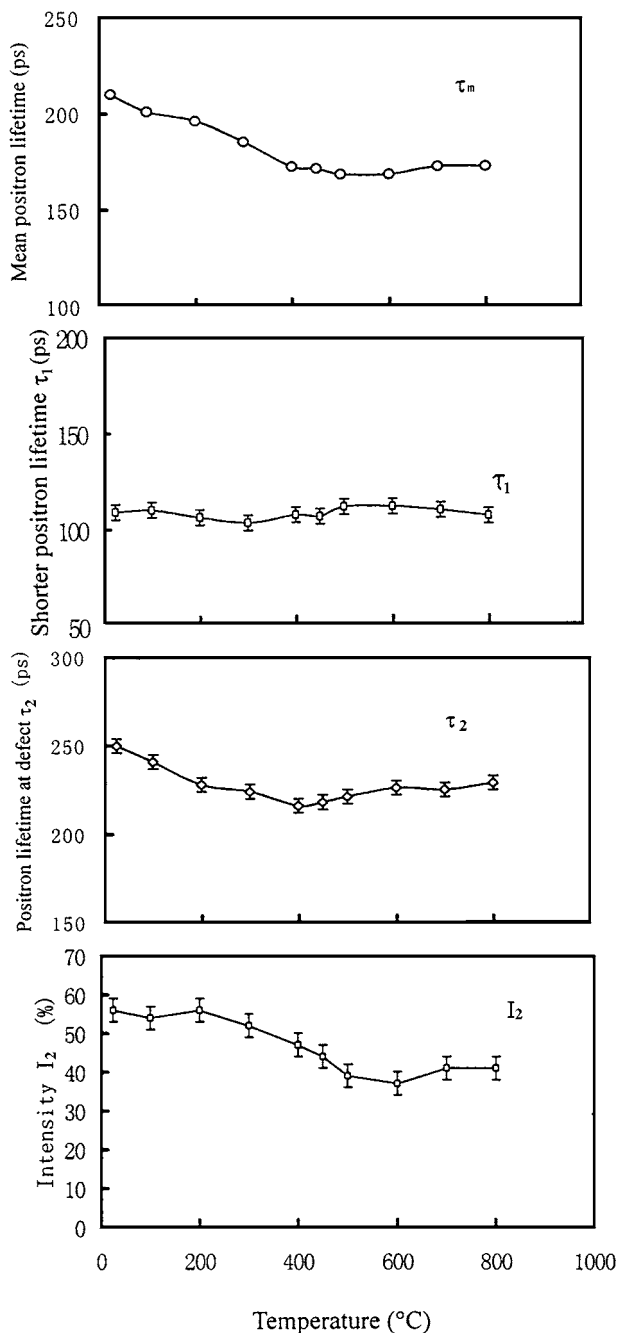 Mean positron lifetime (ps)
250
200
150
100
τm
Shorter positron lifetime τ1 (ps)
200
150
100
50
τ1
Positron lifetime at defect τ2 (ps)
300
250
200
150
τ2
Intensity I2 (%)
70
60
50
40
30
20
10
0
I2
0 200 400 600 800 1000
Temperature (°C)